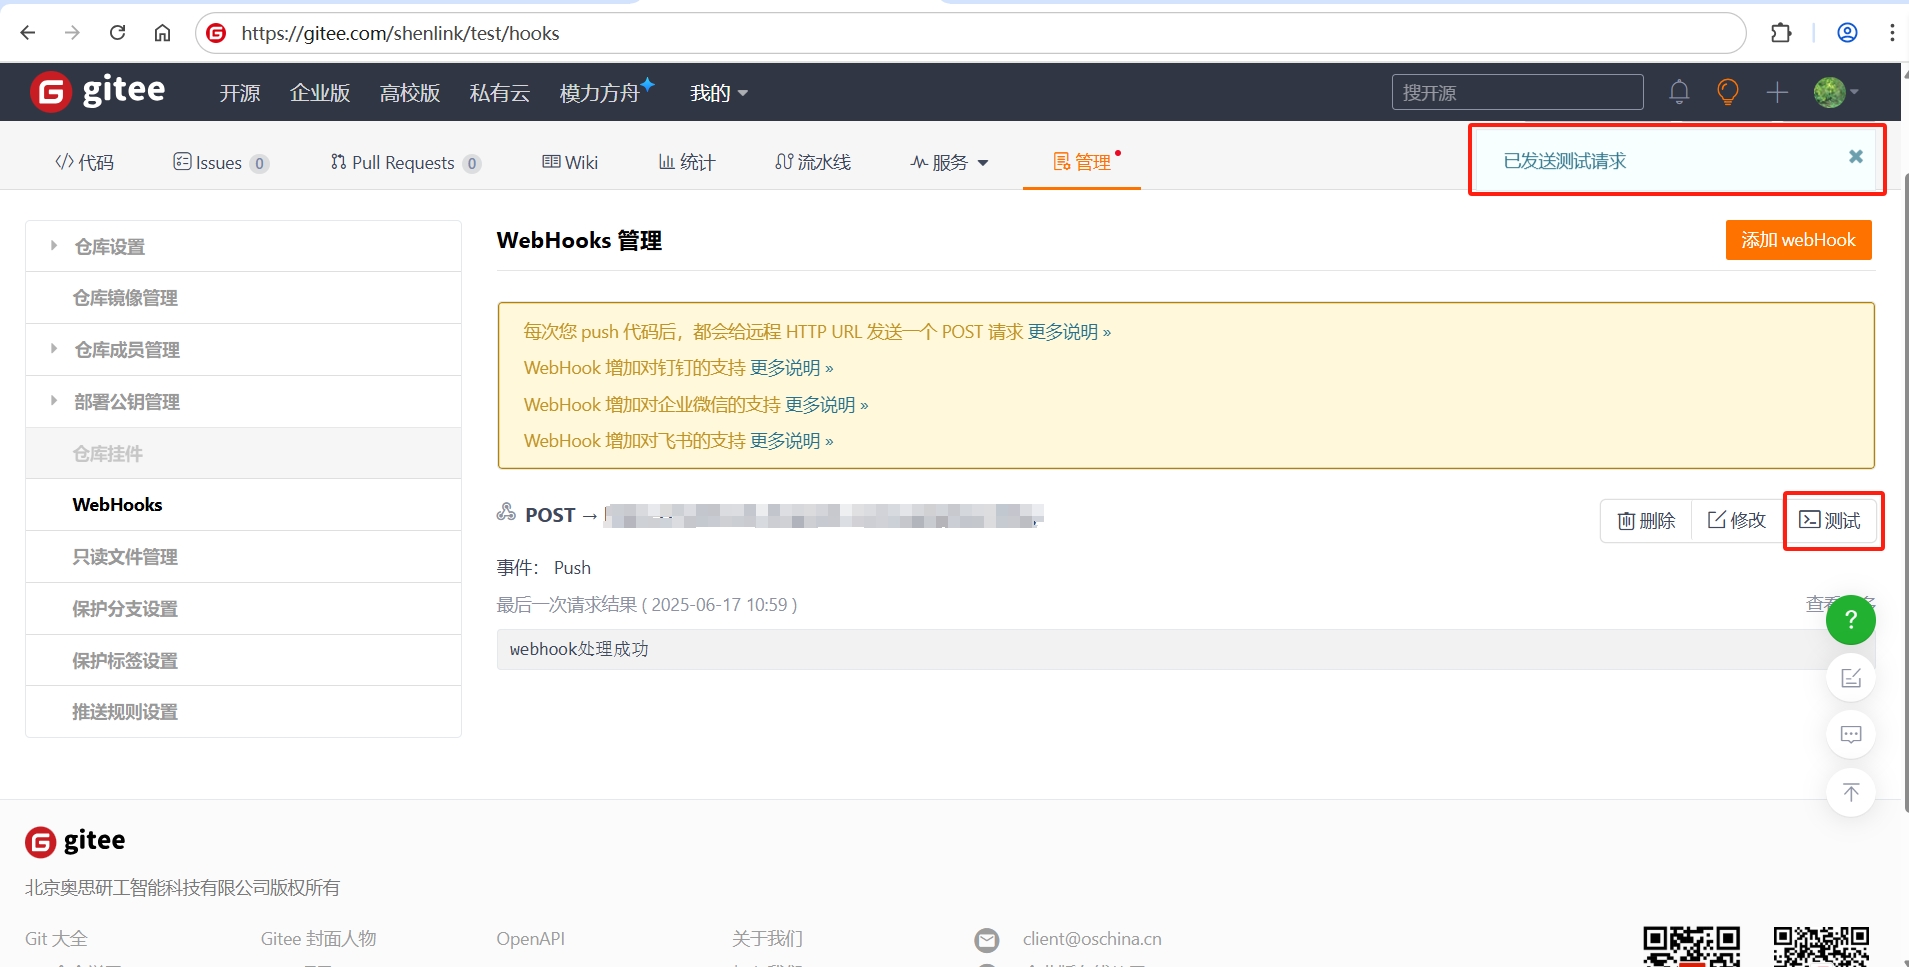 https://gitee.com/shenlink/test/hooks
gitee 开源 企业版 高校版 私有云 模力方舟 我的 搜开源
代码 Issues 0 Pull Requests 0 Wiki 统计 流水线 服务 管理 已发送测试请求
仓库设置
仓库镜像管理
仓库成员管理
部署公钥管理
仓库挂件
WebHooks
只读文件管理
保护分支设置
保护标签设置
推送规则设置
WebHooks 管理 添加 webHook
每次您 push 代码后，都会给远程 HTTP URL 发送一个 POST 请求 更多说明 »
WebHook 增加对钉钉的支持 更多说明 »
WebHook 增加对企业微信的支持 更多说明 »
WebHook 增加对飞书的支持 更多说明 »
POST → 删除 修改 测试
事件： Push
最后一次请求结果 ( 2025-06-17 10:59 )
webhook处理成功
?
gitee
北京奥思研工智能科技有限公司版权所有
Git 大全 Gitee 封面人物 OpenAPI 关于我们 client@oschina.cn